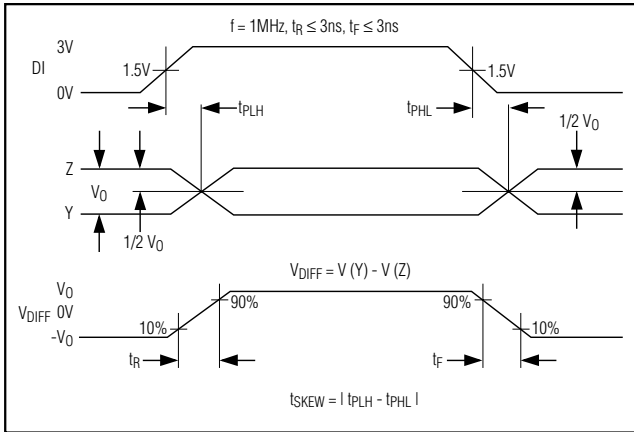 f = 1MHz, tR ≤ 3ns, tF ≤ 3ns
3V
DI
1.5V
1.5V
0V
tPLH
tPHL
1/2 VO
Z
VO
Y
1/2 VO
VDIFF = V (Y) - V (Z)
VO
VDIFF 0V
-VO
90%
90%
10%
10%
tR
tF
tSKEW = | tPLH - tPHL |